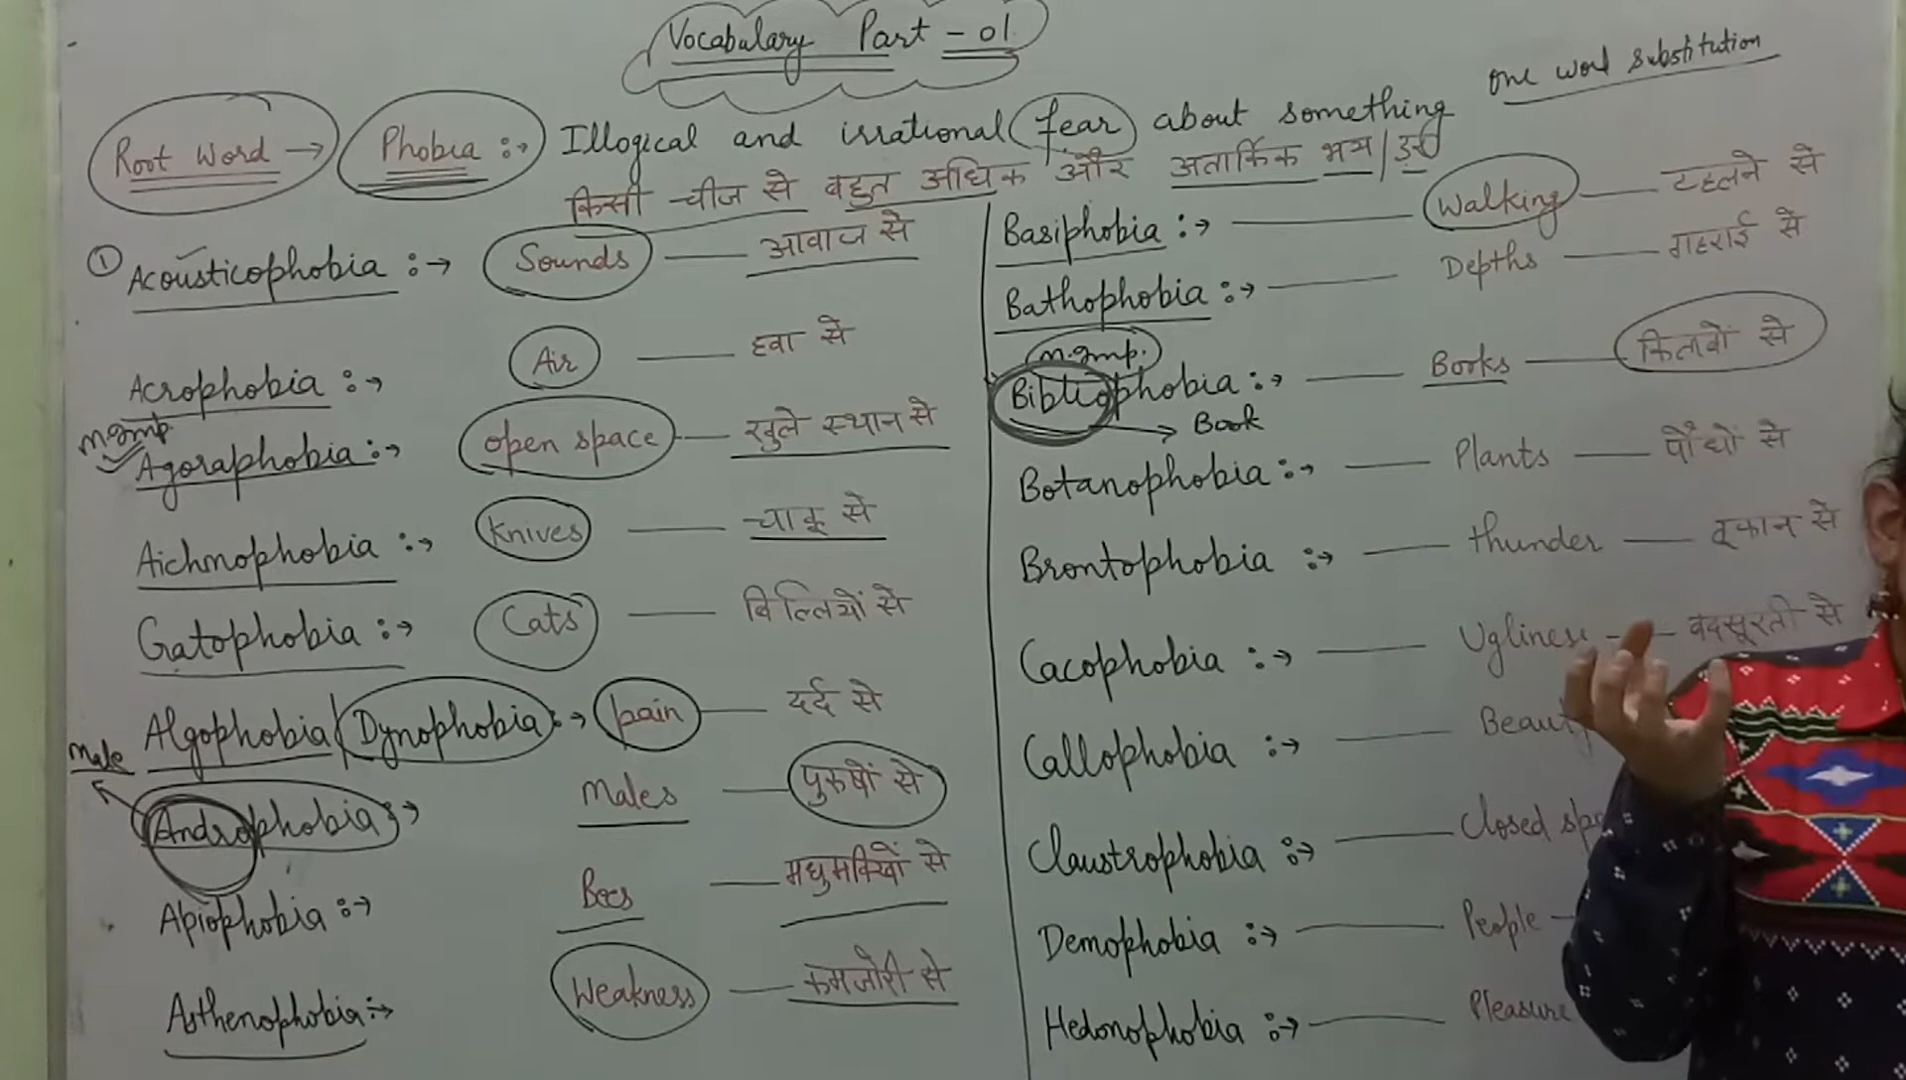 Vocabulary Part - 01
one word substitution
Root Word → Phobia :→ Illogical and irrational fear about something
किसी चीज से बहुत अधिक और अतार्किक भय/डर
① Acousticophobia :→ Sounds — आवाज से
Acrophobia :→ Air — हवा से
m.imp
Agoraphobia :→ open space — खुले स्थान से
Aichmophobia :→ Knives — चाकू से
Gatophobia :→ Cats — बिल्लियों से
Algophobia/Dynophobia :→ pain — दर्द से
Male
Androphobia :→ Males — पुरुषों से
Apiophobia :→ Bees — मधुमक्खियों से
Asthenophobia :→ Weakness — कमजोरी से
Basiphobia :→ — Walking — टहलने से
Bathophobia :→ — Depths — गहराई से
m.imp.
Bibliophobia :→ — Books — किताबों से
→ Book
Botanophobia :→ — Plants — पौधों से
Brontophobia :→ — thunder — तूफान से
Cacophobia :→ — Ugliness — बदसूरती से
Callophobia :→ — Beauty
Claustrophobia :→ — Closed
Demophobia :→ — People —
Hedonophobia :→ — Pleasure